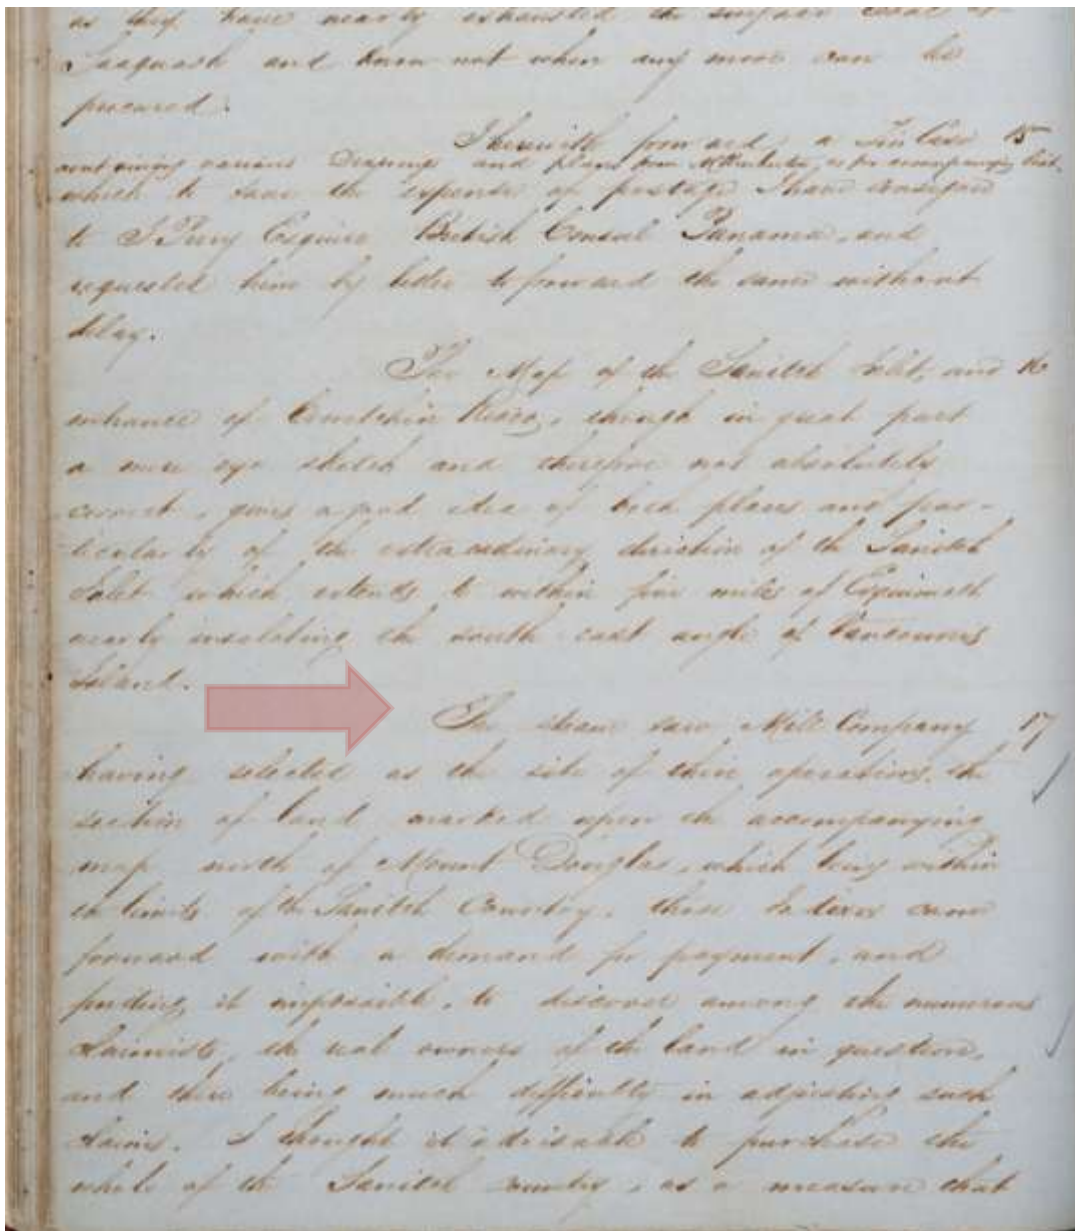 as they have nearly exhausted the surface coal at
Suquash and know not when any more can be
procured.
I herewith forward a Tin Case 15
containing various Drawings and plans from as per accompanying list,
which to save the expense of postage I have consigned
to Perry Esquire British Consul Panama, and
requested him by letter to forward the same without
delay.
The Map of the Sanitch Inlet, and 16
entrance of Cowitchin River, though in great part
a mere eye sketch and therefore not absolutely
correct, gives a good idea of both places and par-
ticularly of the extraordinary direction of the Sanitch
Inlet which extends to within five miles of Esquimalt
nearly insulating the south east angle of Vancouvers
Island.
The steam saw Mill Company 17
having selected as the site of their operations, the
section of land marked upon the accompanying
map north of Mount Douglas, which being within
the limits of the Sanitch Country, those Indians came
forward with a demand for payment, and
finding it impossible, to discover among the numerous
claimants, the real owners of the land in question,
and there being much difficulty in adjusting such
claims. I thought it advisable to purchase the
whole of the Sanitch country, as a measure that